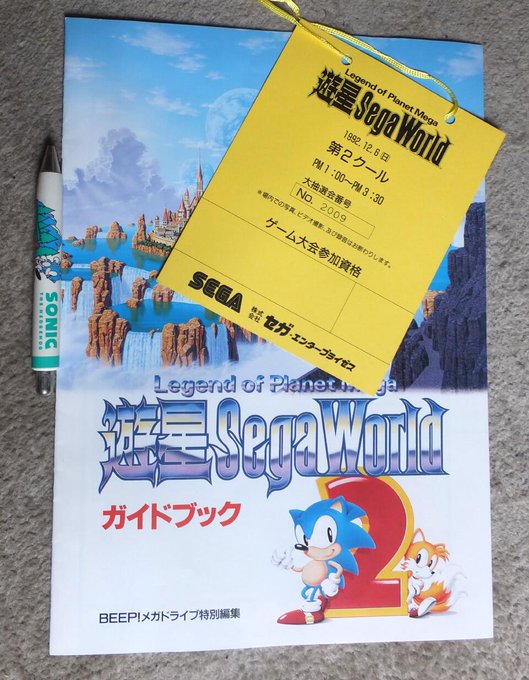 Legend of Planet Mega
遊星SegaWorld
1992.12.6(日)
第2クール
PM1:00〜PM3:30
大抽選会番号
No. 2009
※場内での写真、ビデオ撮影、及び録音はお断わりします。
ゲーム大会参加資格
SEGA
株式会社 セガ・エンタープライゼス
SONIC
THE HEDGEHOG
Legend of Planet Mega
遊星SegaWorld
ガイドブック
2
BEEP!メガドライブ特別編集